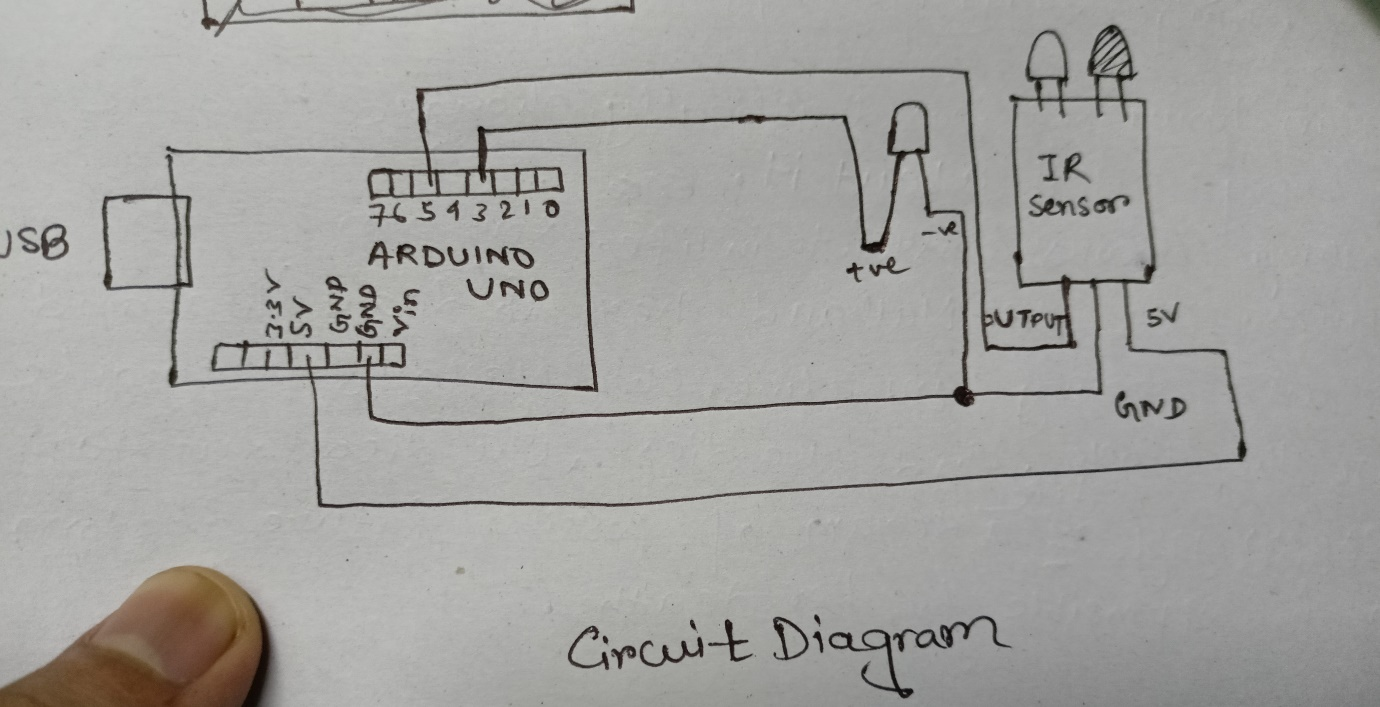 USB
7 6 5 4 3 2 1 0
ARDUINO
UNO
3.3V
5V
GND
GND
Vin
+ve
-ve
IR
Sensor
OUTPUT
5V
GND
Circuit Diagram